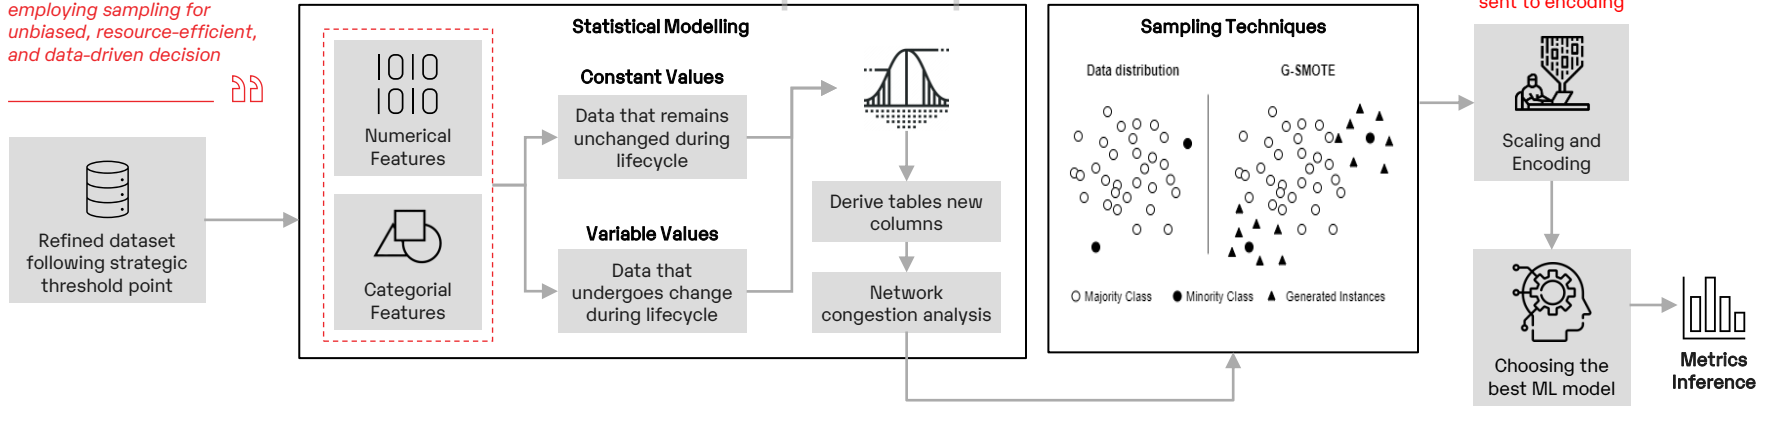 employing sampling for
unbiased, resource-efficient,
and data-driven decision
Refined dataset
following strategic
threshold point
Statistical Modelling
IOIO
IOIO
Numerical
Features
Categorial
Features
Constant Values
Data that remains
unchanged during
lifecycle
Variable Values
Data that
undergoes change
during lifecycle
Derive tables new
columns
Network
congestion analysis
Sampling Techniques
Data distribution
G-SMOTE
Majority Class
Minority Class
Generated Instances
sent to encoding
Scaling and
Encoding
Choosing the
best ML model
Metrics
Inference